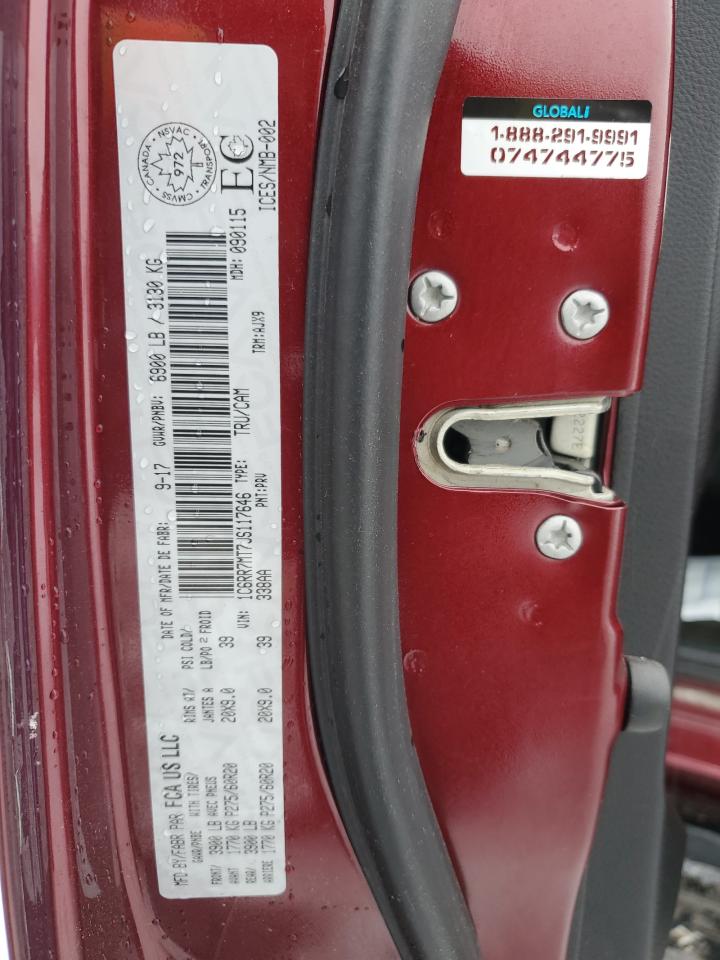 MFD BY/FABR PAR FCA US LLC
DATE OF MFR/DATE DE FABR: 9-17 GVWR/PNBV: 6900 LB / 3130 KG
GAWR/PNBE WITH TIRES/ RIMS AT/ PSI COLD/
FRONT/ 3900 LB AVEC PNEUS JANTES A LB/PO 2 FROID
AVANT 1770 KG P275/60R20 20X9.0 39
REAR/ 3900 LB VIN: 1C6RR7MT7JS117646 TYPE: TRU/CAM
ARRIERE 1770 KG P275/60R20 20X9.0 39 338AA PNT:PRV TRM:AJX9
MDH: 090115
CANADA NSVAC TRANSPORT CMVSS
972
EC
ICES/NMB-002
GLOBALi
1-888-291-9991
074744775